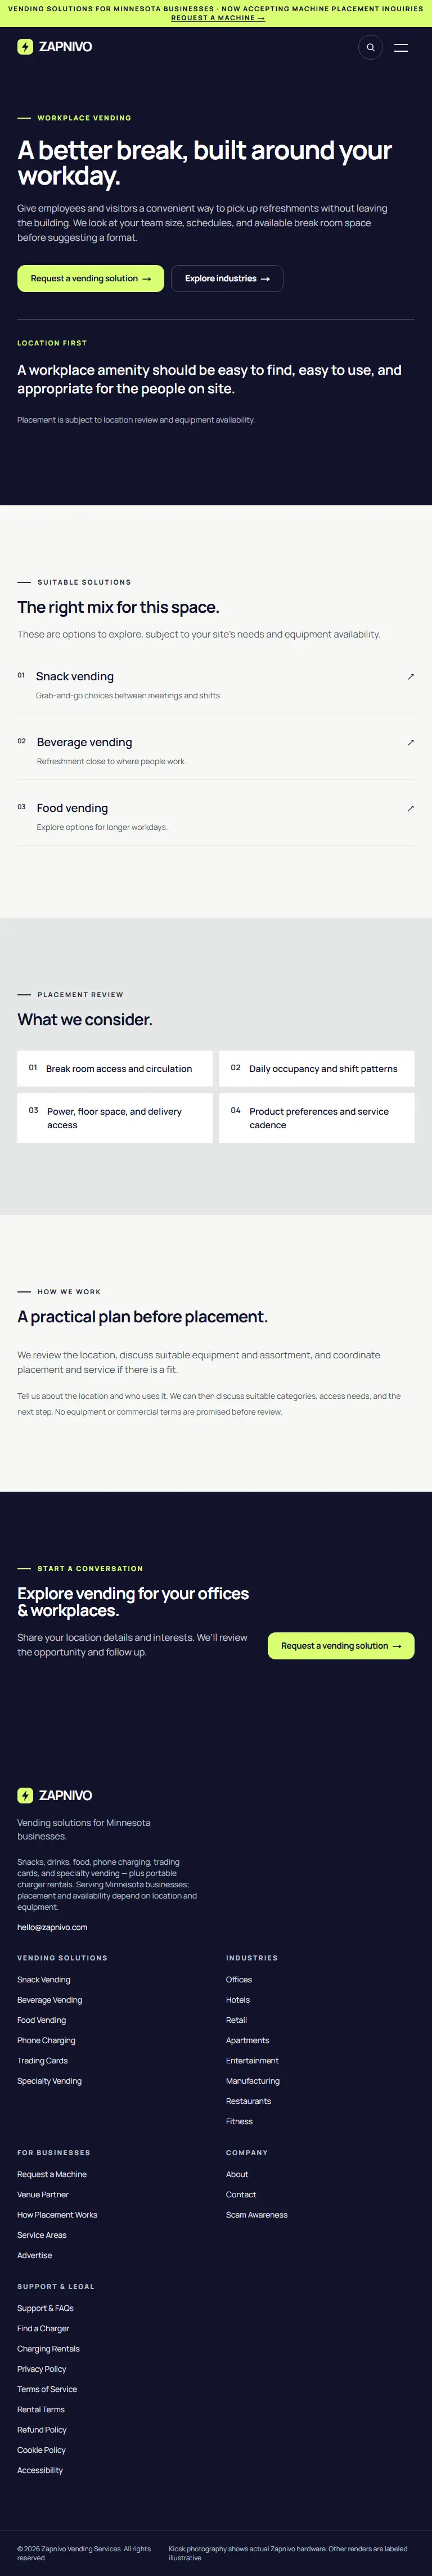 VENDING SOLUTIONS FOR MINNESOTA BUSINESSES · NOW ACCEPTING MACHINE PLACEMENT INQUIRIES
REQUEST A MACHINE →
ZAPNIVO
WORKPLACE VENDING
A better break, built around your
workday.
Give employees and visitors a convenient way to pick up refreshments without leaving
the building. We look at your team size, schedules, and available break room space
before suggesting a format.
Request a vending solution →
Explore industries →
LOCATION FIRST
A workplace amenity should be easy to find, easy to use, and
appropriate for the people on site.
Placement is subject to location review and equipment availability.
SUITABLE SOLUTIONS
The right mix for this space.
These are options to explore, subject to your site's needs and equipment availability.
01 Snack vending ↗
Grab-and-go choices between meetings and shifts.
02 Beverage vending ↗
Refreshment close to where people work.
03 Food vending ↗
Explore options for longer workdays.
PLACEMENT REVIEW
What we consider.
01 Break room access and circulation
02 Daily occupancy and shift patterns
03 Power, floor space, and delivery
access
04 Product preferences and service
cadence
HOW WE WORK
A practical plan before placement.
We review the location, discuss suitable equipment and assortment, and coordinate
placement and service if there is a fit.
Tell us about the location and who uses it. We can then discuss suitable categories, access needs, and the
next step. No equipment or commercial terms are promised before review.
START A CONVERSATION
Explore vending for your offices
& workplaces.
Share your location details and interests. We'll review
the opportunity and follow up.
Request a vending solution →
ZAPNIVO
Vending solutions for Minnesota
businesses.
Snacks, drinks, food, phone charging, trading
cards, and specialty vending — plus portable
charger rentals. Serving Minnesota businesses;
placement and availability depend on location and
equipment.
hello@zapnivo.com
VENDING SOLUTIONS
Snack Vending
Beverage Vending
Food Vending
Phone Charging
Trading Cards
Specialty Vending
INDUSTRIES
Offices
Hotels
Retail
Apartments
Entertainment
Manufacturing
Restaurants
Fitness
FOR BUSINESSES
Request a Machine
Venue Partner
How Placement Works
Service Areas
Advertise
COMPANY
About
Contact
Scam Awareness
SUPPORT & LEGAL
Support & FAQs
Find a Charger
Charging Rentals
Privacy Policy
Terms of Service
Rental Terms
Refund Policy
Cookie Policy
Accessibility
© 2026 Zapnivo Vending Services. All rights
reserved.
Kiosk photography shows actual Zapnivo hardware. Other renders are labeled
illustrative.